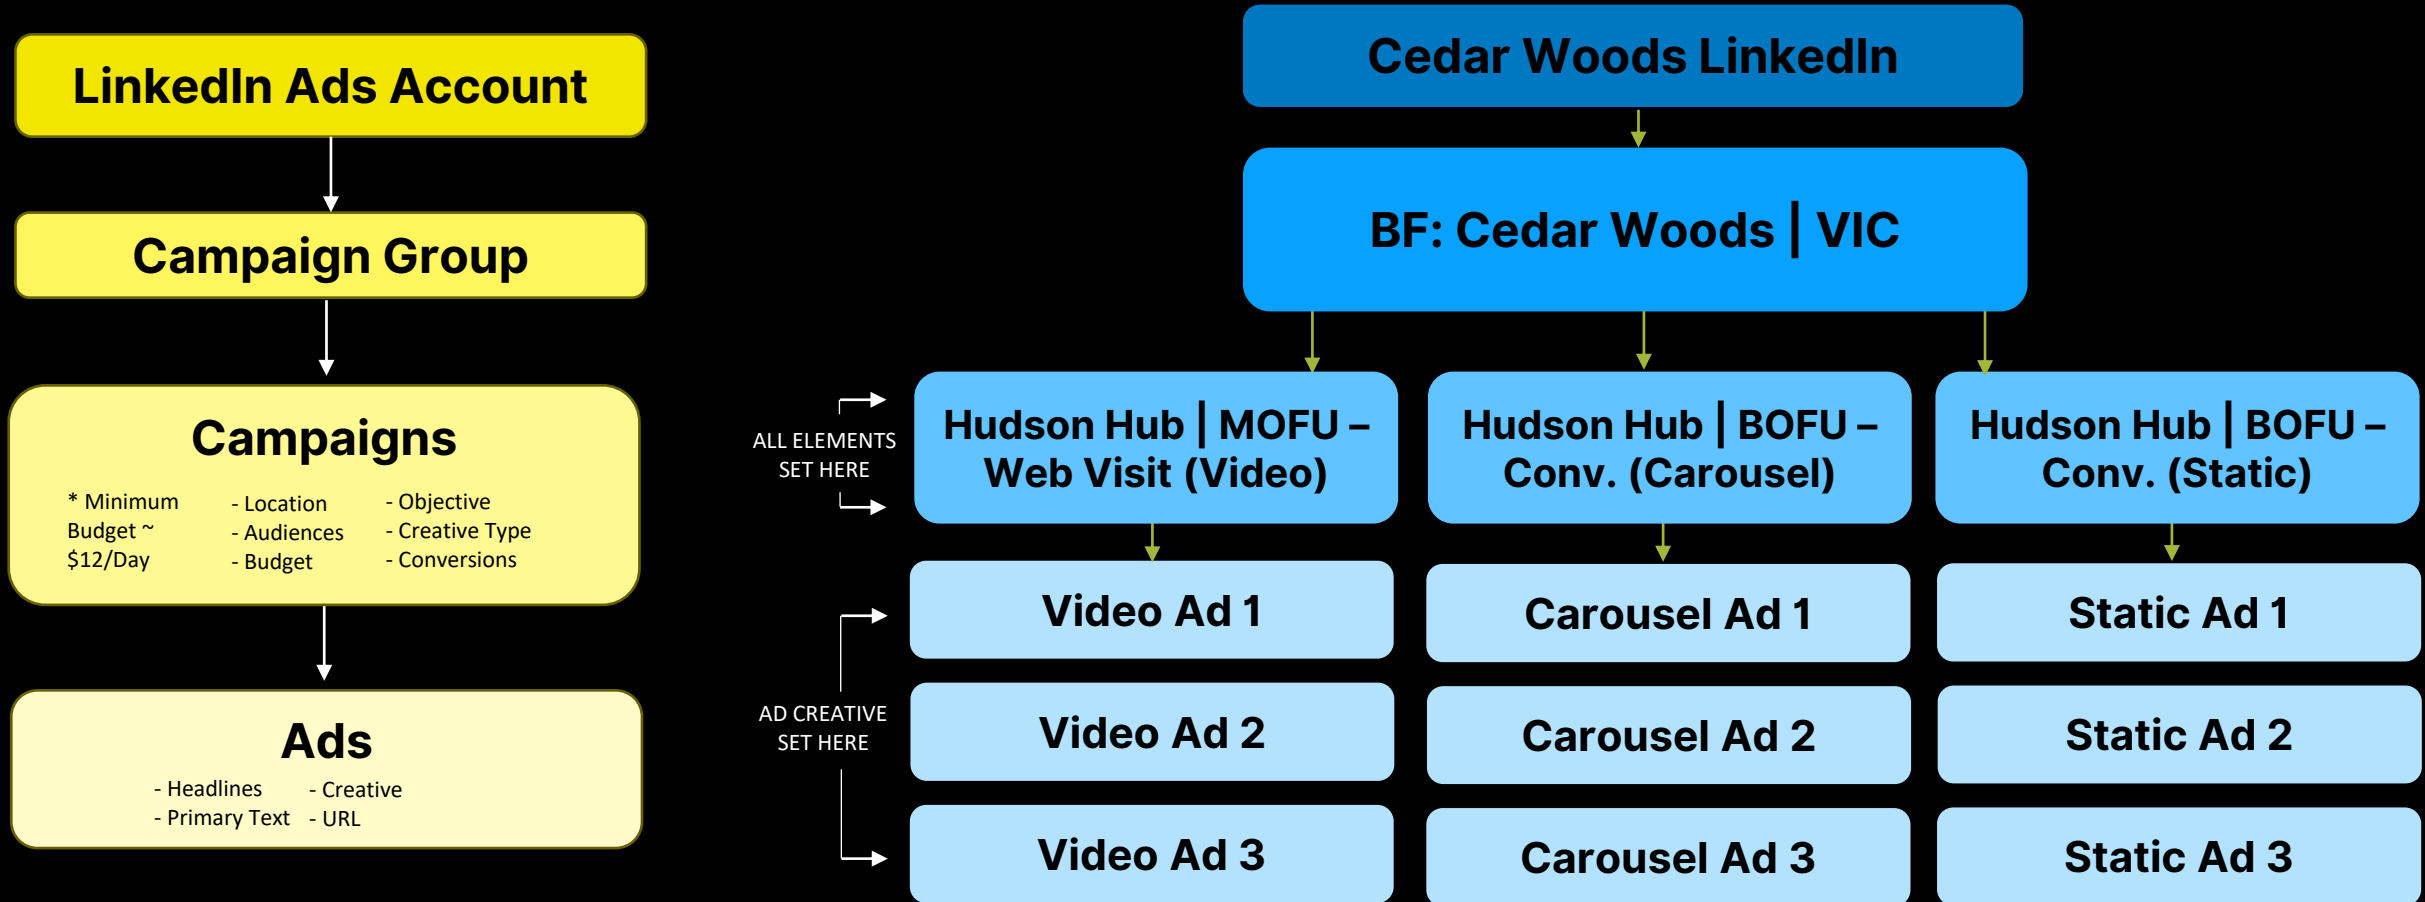 LinkedIn Ads Account
Campaign Group
Campaigns
* Minimum
Budget ~
$12/Day
- Location
- Audiences
- Budget
- Objective
- Creative Type
- Conversions
Ads
- Headlines
- Primary Text
- Creative
- URL
Cedar Woods LinkedIn
BF: Cedar Woods | VIC
ALL ELEMENTS
SET HERE
Hudson Hub | MOFU –
Web Visit (Video)
Hudson Hub | BOFU –
Conv. (Carousel)
Hudson Hub | BOFU –
Conv. (Static)
AD CREATIVE
SET HERE
Video Ad 1
Carousel Ad 1
Static Ad 1
Video Ad 2
Carousel Ad 2
Static Ad 2
Video Ad 3
Carousel Ad 3
Static Ad 3